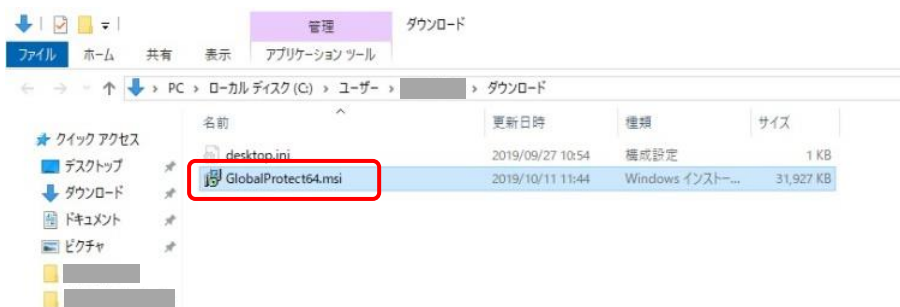 管理 ダウンロード
ファイル ホーム 共有 表示 アプリケーション ツール
PC › ローカル ディスク (C:) › ユーザー › › ダウンロード
名前 更新日時 種類 サイズ
クイック アクセス
desktop.ini 2019/09/27 10:54 構成設定 1 KB
デスクトップ
GlobalProtect64.msi 2019/10/11 11:44 Windows インストー... 31,927 KB
ダウンロード
ドキュメント
ピクチャ